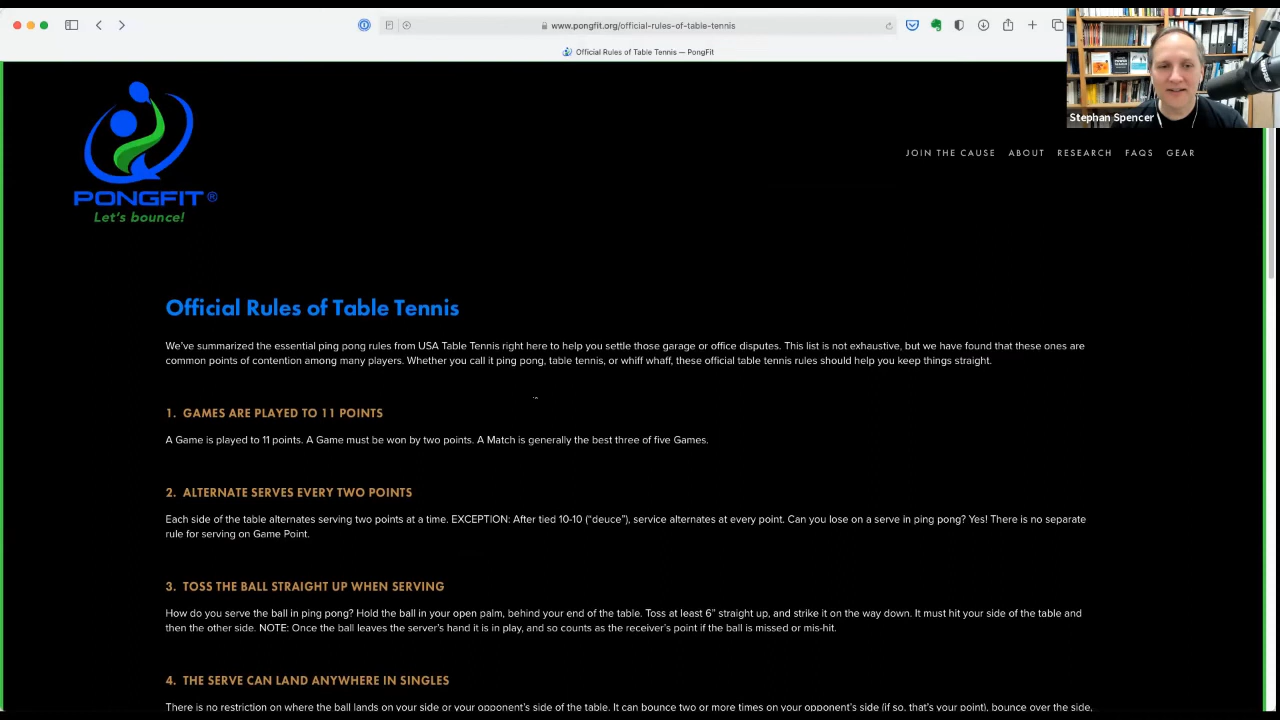 www.pongfit.org/official-rules-of-table-tennis
Official Rules of Table Tennis — PongFit
Stephan Spencer
JOIN THE CAUSE ABOUT RESEARCH FAQS GEAR
PONGFIT®
Let's bounce!
Official Rules of Table Tennis
We've summarized the essential ping pong rules from USA Table Tennis right here to help you settle those garage or office disputes. This list is not exhaustive, but we have found that these ones are
common points of contention among many players. Whether you call it ping pong, table tennis, or whiff whaff, these official table tennis rules should help you keep things straight.
1. GAMES ARE PLAYED TO 11 POINTS
A Game is played to 11 points. A Game must be won by two points. A Match is generally the best three of five Games.
2. ALTERNATE SERVES EVERY TWO POINTS
Each side of the table alternates serving two points at a time. EXCEPTION: After tied 10-10 ("deuce"), service alternates at every point. Can you lose on a serve in ping pong? Yes! There is no separate
rule for serving on Game Point.
3. TOSS THE BALL STRAIGHT UP WHEN SERVING
How do you serve the ball in ping pong? Hold the ball in your open palm, behind your end of the table. Toss at least 6" straight up, and strike it on the way down. It must hit your side of the table and
then the other side. NOTE: Once the ball leaves the server's hand it is in play, and so counts as the receiver's point if the ball is missed or mis-hit.
4. THE SERVE CAN LAND ANYWHERE IN SINGLES
There is no restriction on where the ball lands on your side or your opponent's side of the table. It can bounce two or more times on your opponent's side (if so, that's your point), bounce over the side,